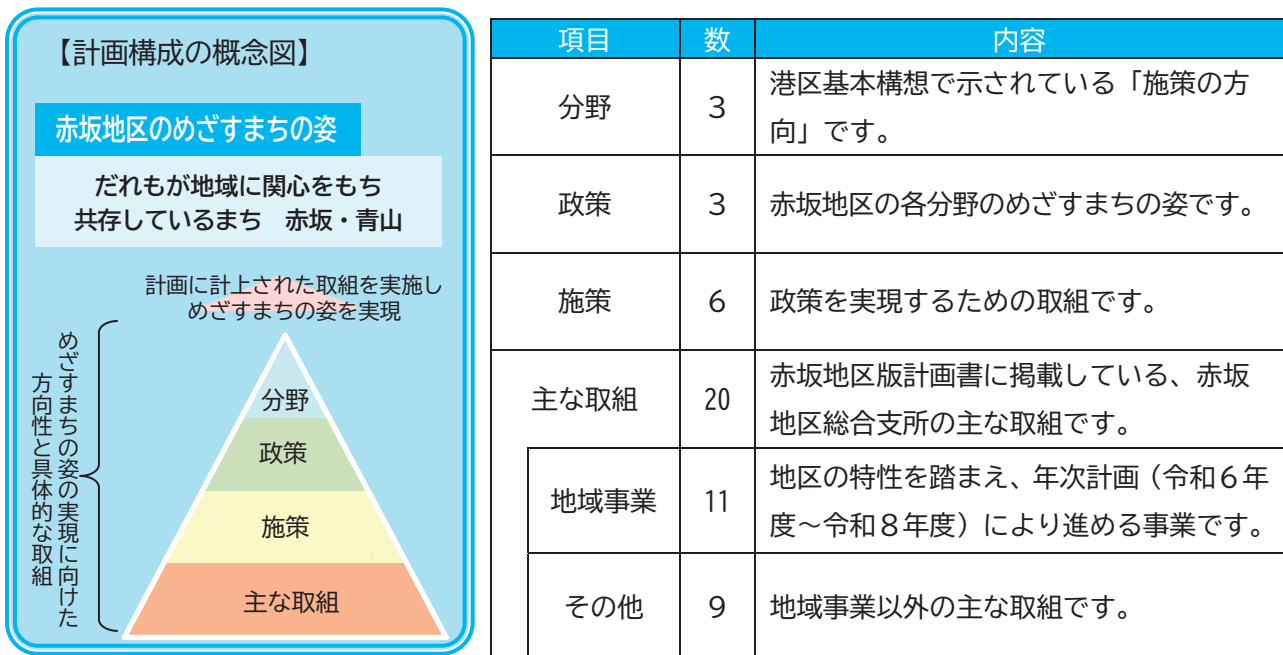 【計画構成の概念図】
赤坂地区のめざすまちの姿
だれもが地域に関心をもち
共存しているまち　赤坂・青山
計画に計上された取組を実施し
めざすまちの姿を実現
めざすまちの姿の実現に向けた
方向性と具体的な取組
分野
政策
施策
主な取組
項目 数 内容
分野 3 港区基本構想で示されている「施策の方
向」です。
政策 3 赤坂地区の各分野のめざすまちの姿です。
施策 6 政策を実現するための取組です。
主な取組 20 赤坂地区版計画書に掲載している、赤坂
地区総合支所の主な取組です。
地域事業 11 地区の特性を踏まえ、年次計画（令和６年
度～令和８年度）により進める事業です。
その他 9 地域事業以外の主な取組です。